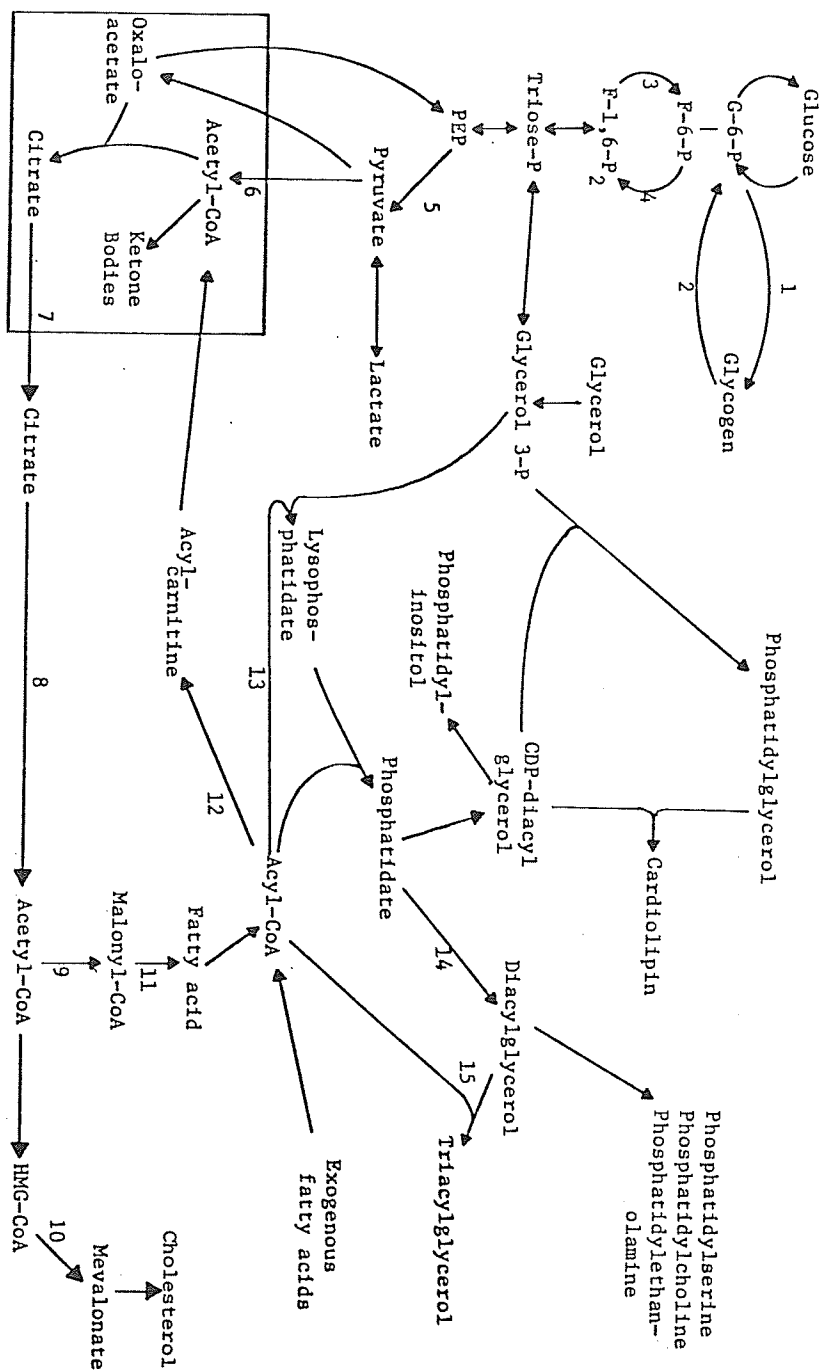 Glucose
G-6-P
F-6-P
3
4
F-1,6-P
2
Triose-P
PEP
5
Pyruvate
Lactate
6
Oxalo-
acetate
Acetyl-CoA
Citrate
Ketone
Bodies
7
1
2
Glycogen
Glycerol
Glycerol 3-P
Citrate
8
Acyl-
carnitine
12
Lysophos-
phatidate
13
Phosphatidyl-
inositol
CDP-diacyl
glycerol
Phosphatidylglycerol
Cardiolipin
Phosphatidate
Acyl-CoA
14
Diacylglycerol
15
Triacylglycerol
Phosphatidylserine
Phosphatidylcholine
Phosphatidylethan-
olamine
Exogenous
fatty acids
Fatty acid
11
Malonyl-CoA
9
Acetyl-CoA
HMG-CoA
10
Mevalonate
Cholesterol